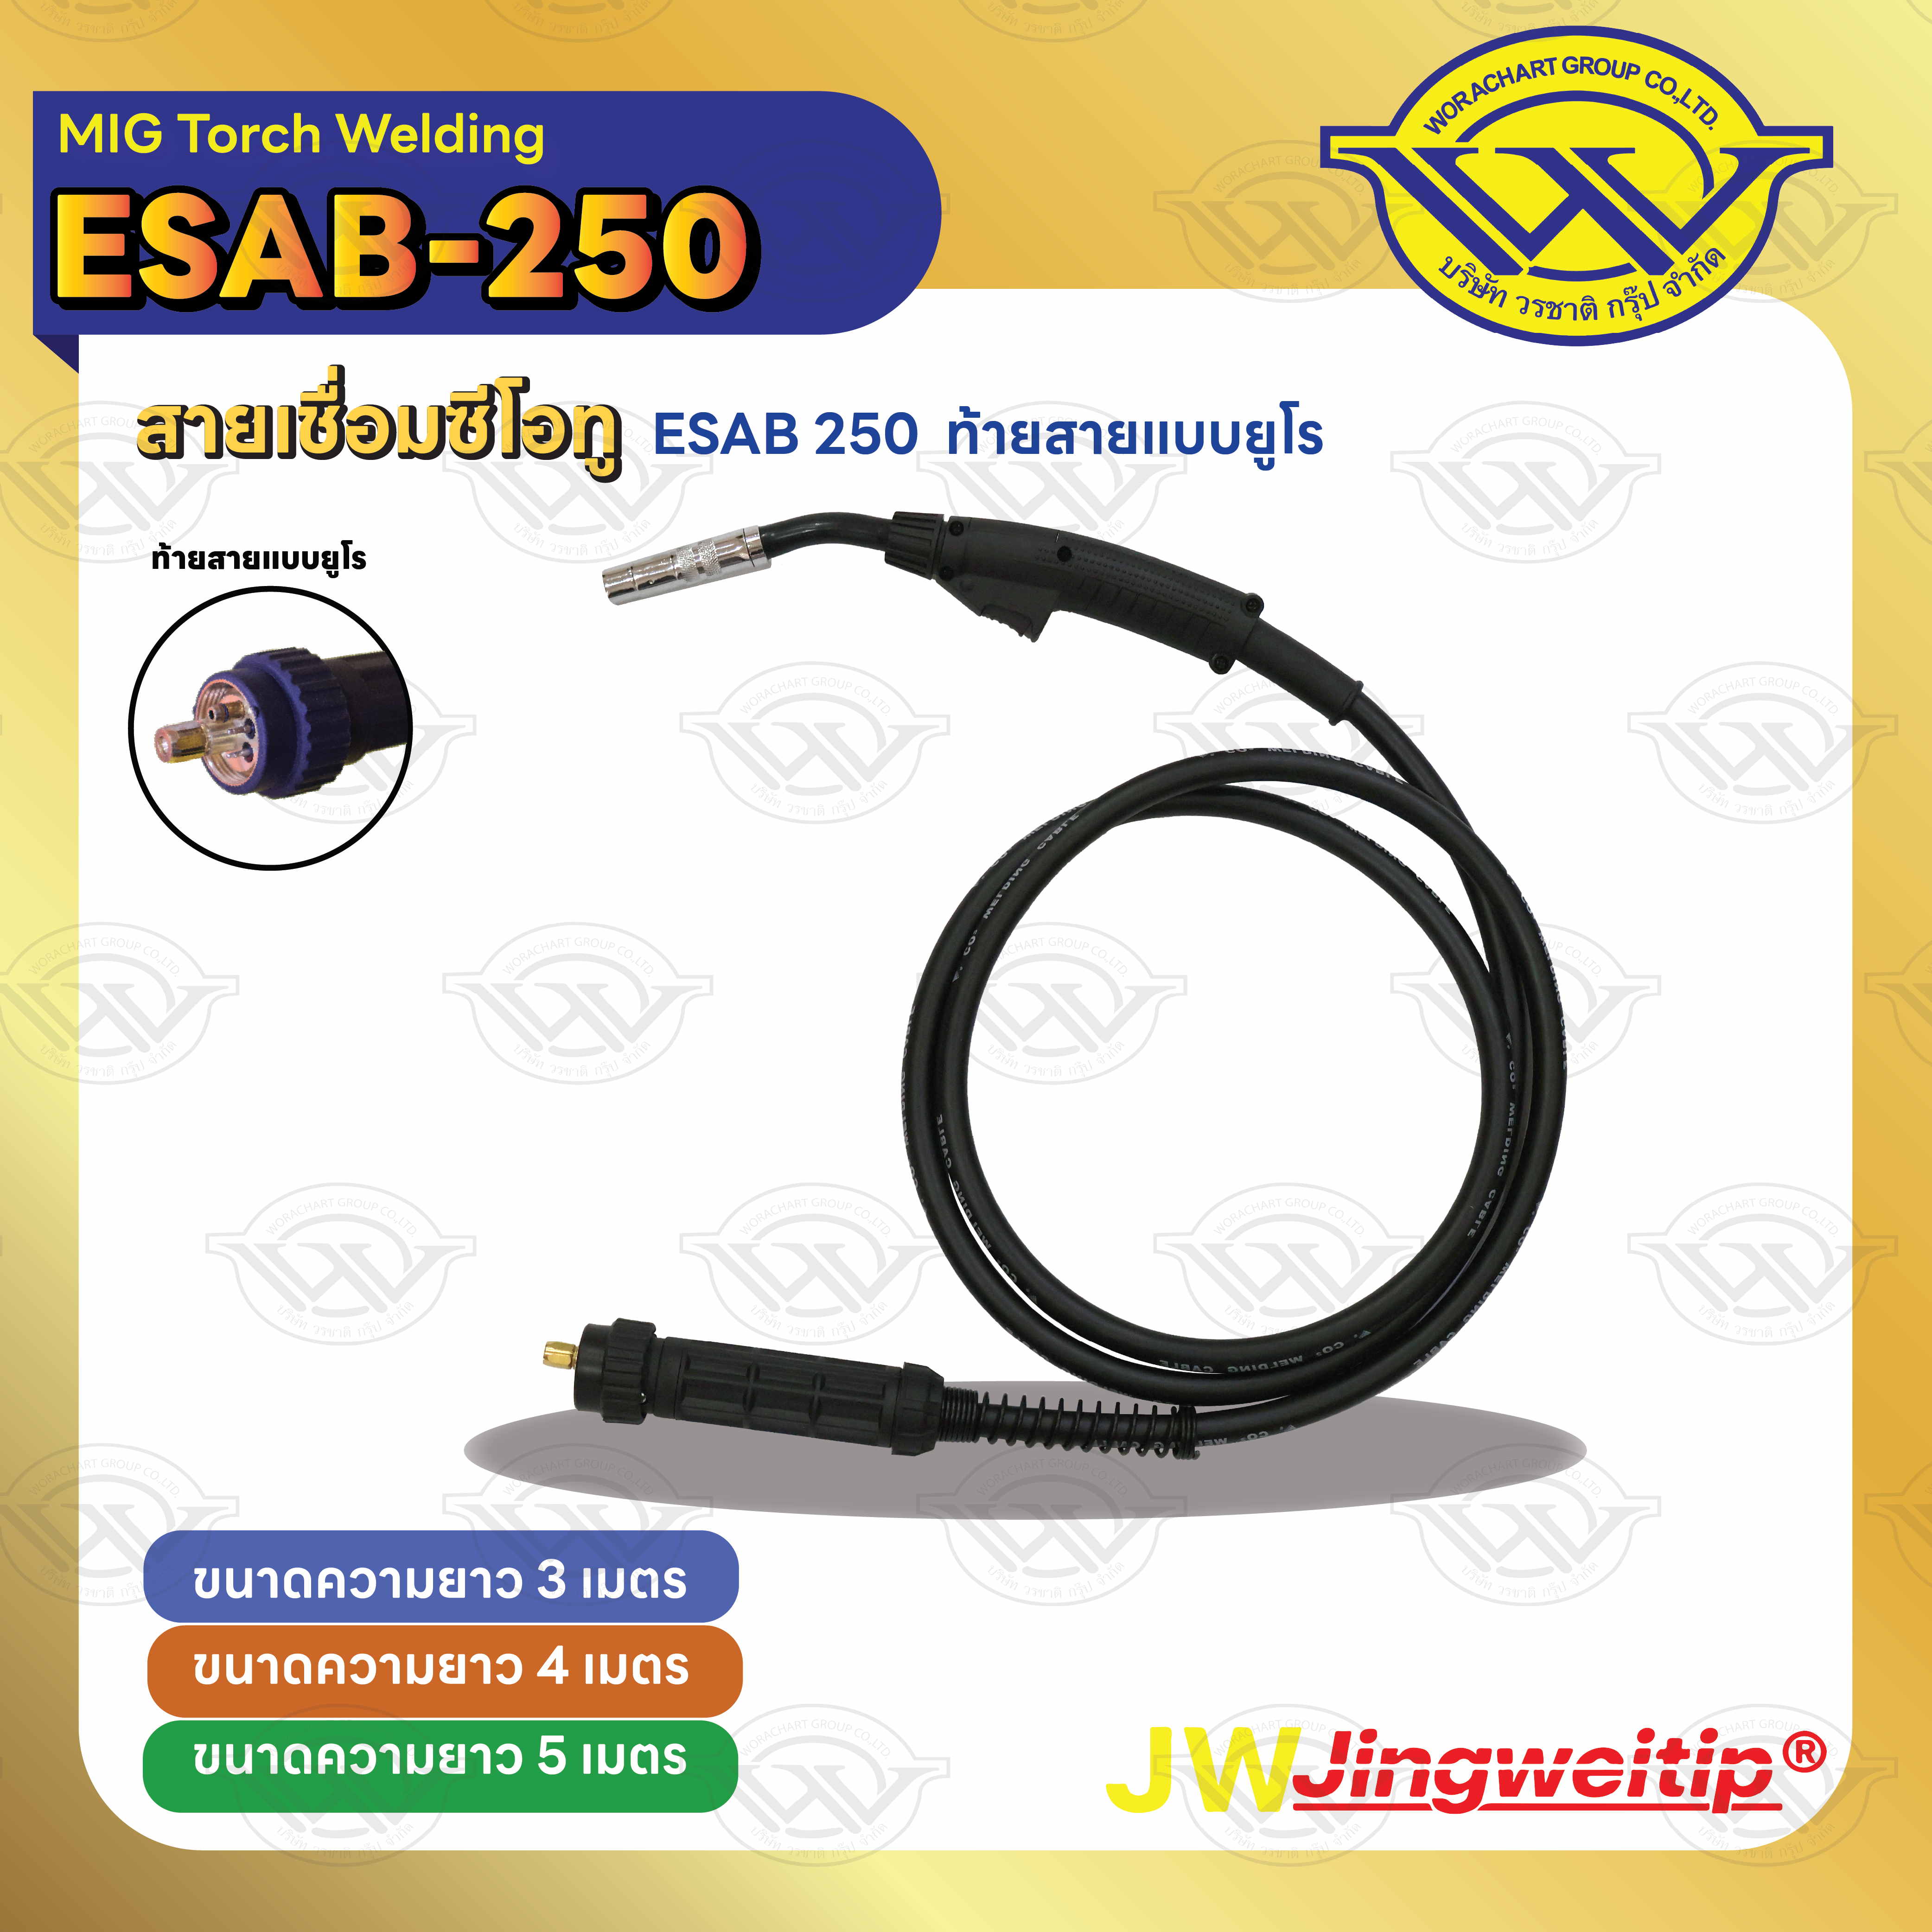 MIG Torch Welding
ESAB-250
WORACHART GROUP CO.,LTD.
บริษัท วรชาติ กรุ๊ป จำกัด
สายเชื่อมซีโอทู ESAB 250 ท้ายสายแบบยูโร
ท้ายสายแบบยูโร
ขนาดความยาว 3 เมตร
ขนาดความยาว 4 เมตร
ขนาดความยาว 5 เมตร
JW Jingweitip®